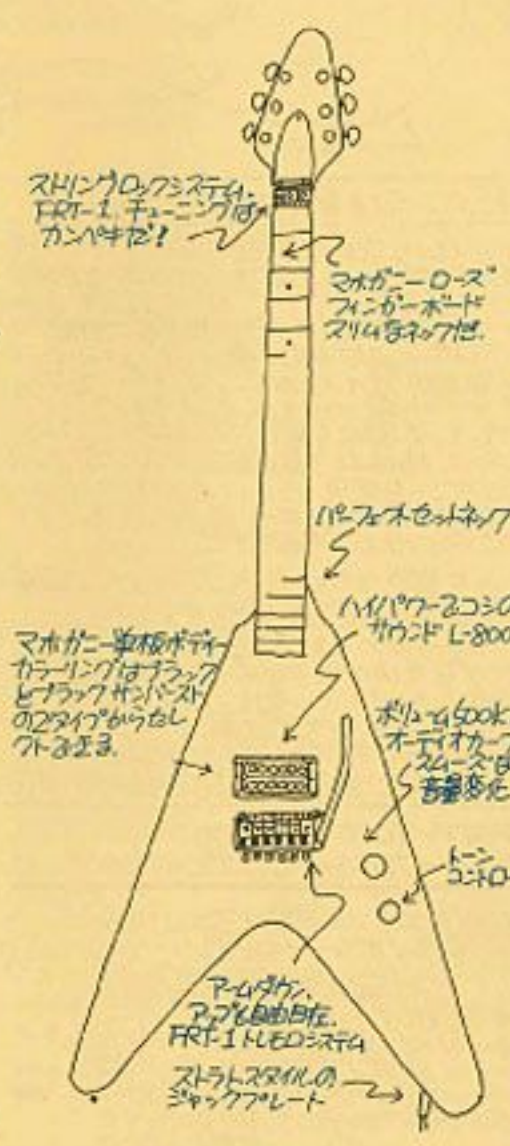 ストリングロックシステム、
FRT-1、チューニングは
カンペキだ!
マホガニーローズ
フィンガーボード
スリムなネックだ。
パーフェクトセットネック
ハイパワーでコシの
サウンド L-800
マホガニー単板ボディー
カラーリングはブラック
とブラックサンバースト
の2タイプからセレ
クトできる。
ボリューム500K
オーディオカーブ
スムーズな
音量変化
トーン
コントロー
アームダウン、
アップも自由自在、
FRT-1トレモロシステム
ストラトスタイルの
ジャックプレート